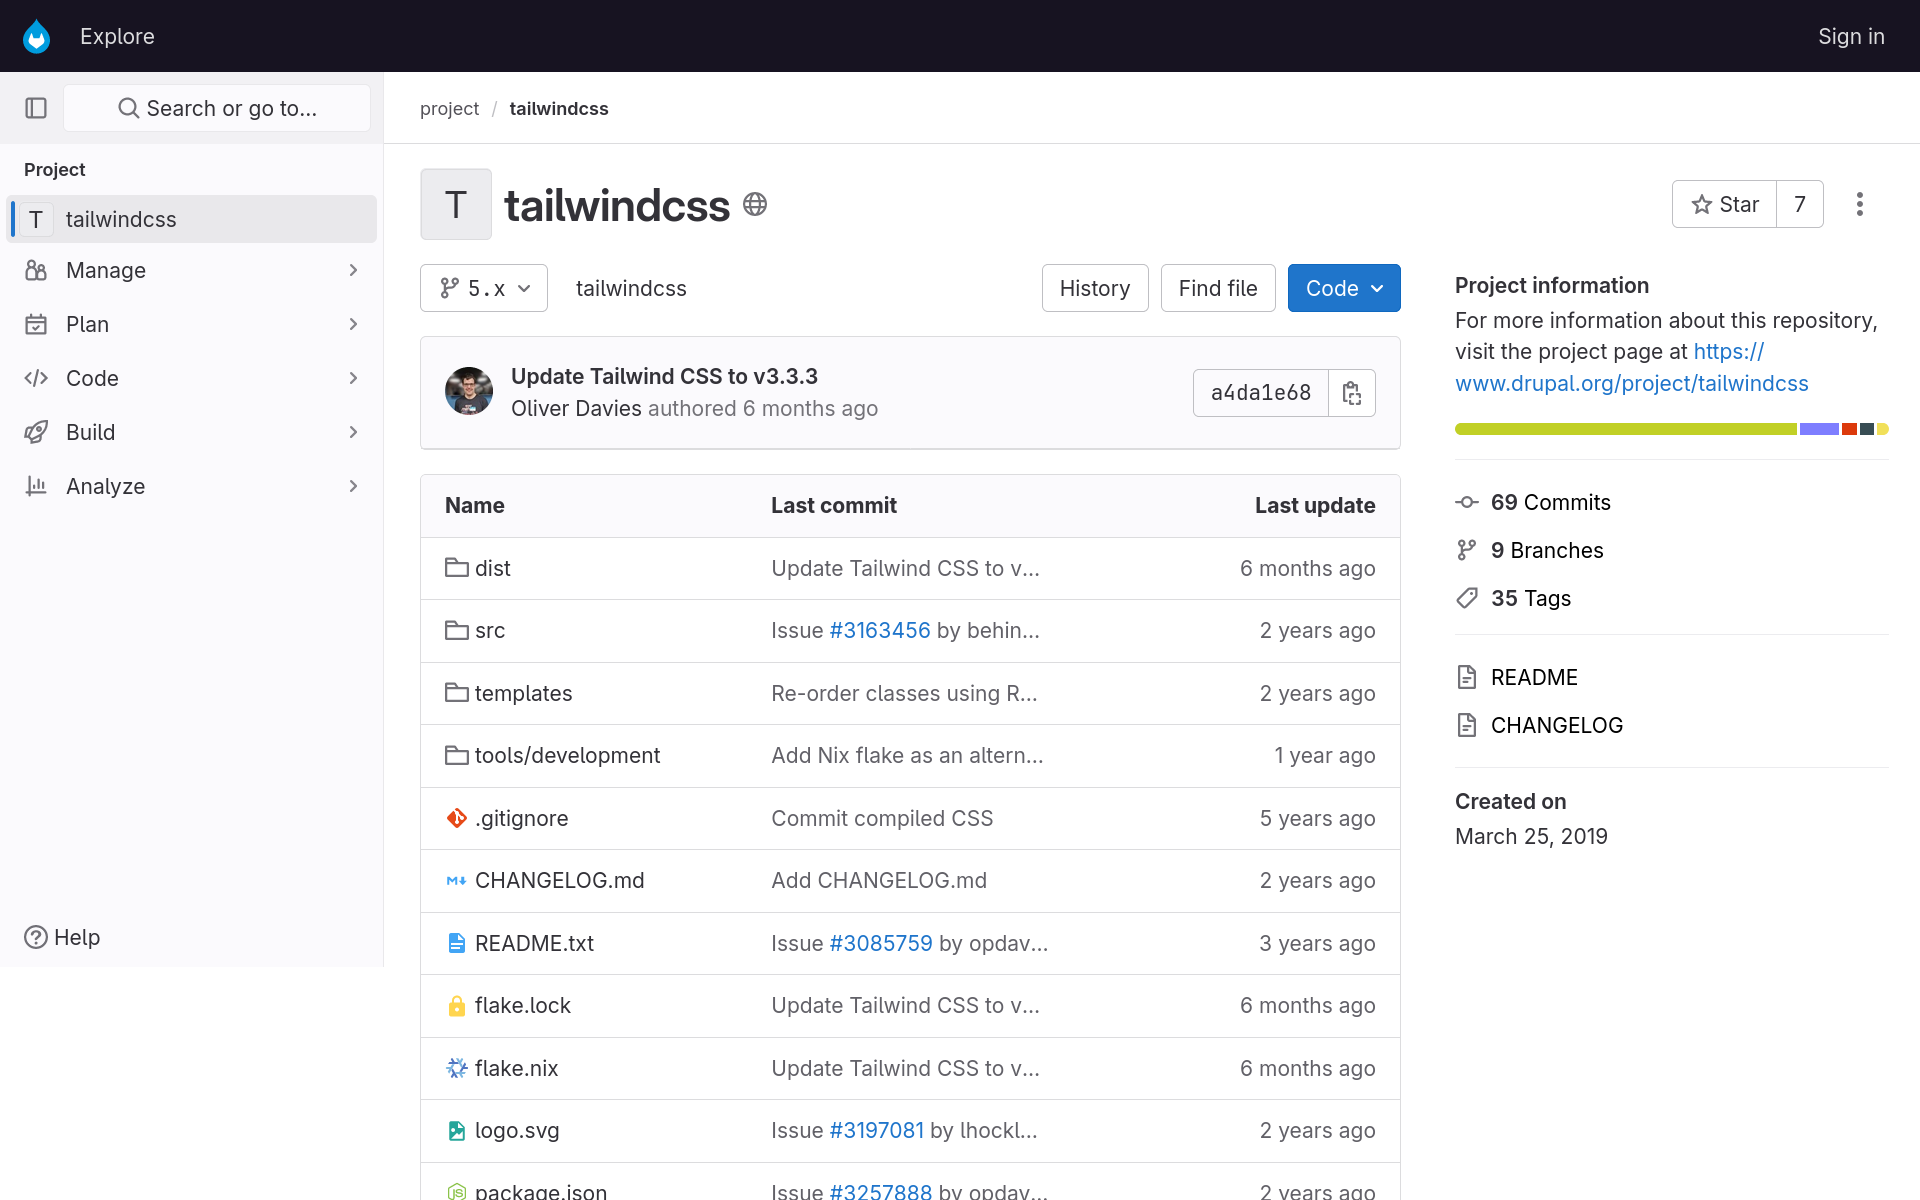 Explore
Sign in
Search or go to...
project / tailwindcss
Project
T tailwindcss
Manage
Plan
Code
Build
Analyze
Help
T tailwindcss
Star 7
5.x
tailwindcss
History
Find file
Code
Update Tailwind CSS to v3.3.3
Oliver Davies authored 6 months ago
a4da1e68
Name Last commit Last update
dist Update Tailwind CSS to v... 6 months ago
src Issue #3163456 by behin... 2 years ago
templates Re-order classes using R... 2 years ago
tools/development Add Nix flake as an altern... 1 year ago
.gitignore Commit compiled CSS 5 years ago
CHANGELOG.md Add CHANGELOG.md 2 years ago
README.txt Issue #3085759 by opdav... 3 years ago
flake.lock Update Tailwind CSS to v... 6 months ago
flake.nix Update Tailwind CSS to v... 6 months ago
logo.svg Issue #3197081 by lhockl... 2 years ago
package.json Issue #3257888 by opdav... 2 years ago
Project information
For more information about this repository,
visit the project page at https://
www.drupal.org/project/tailwindcss
69 Commits
9 Branches
35 Tags
README
CHANGELOG
Created on
March 25, 2019